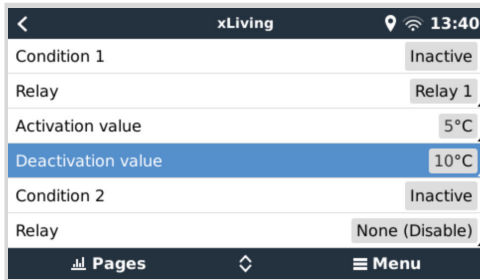 xLiving 13:40
Condition 1 Inactive
Relay Relay 1
Activation value 5°C
Deactivation value 10°C
Condition 2 Inactive
Relay None (Disable)
Pages Menu